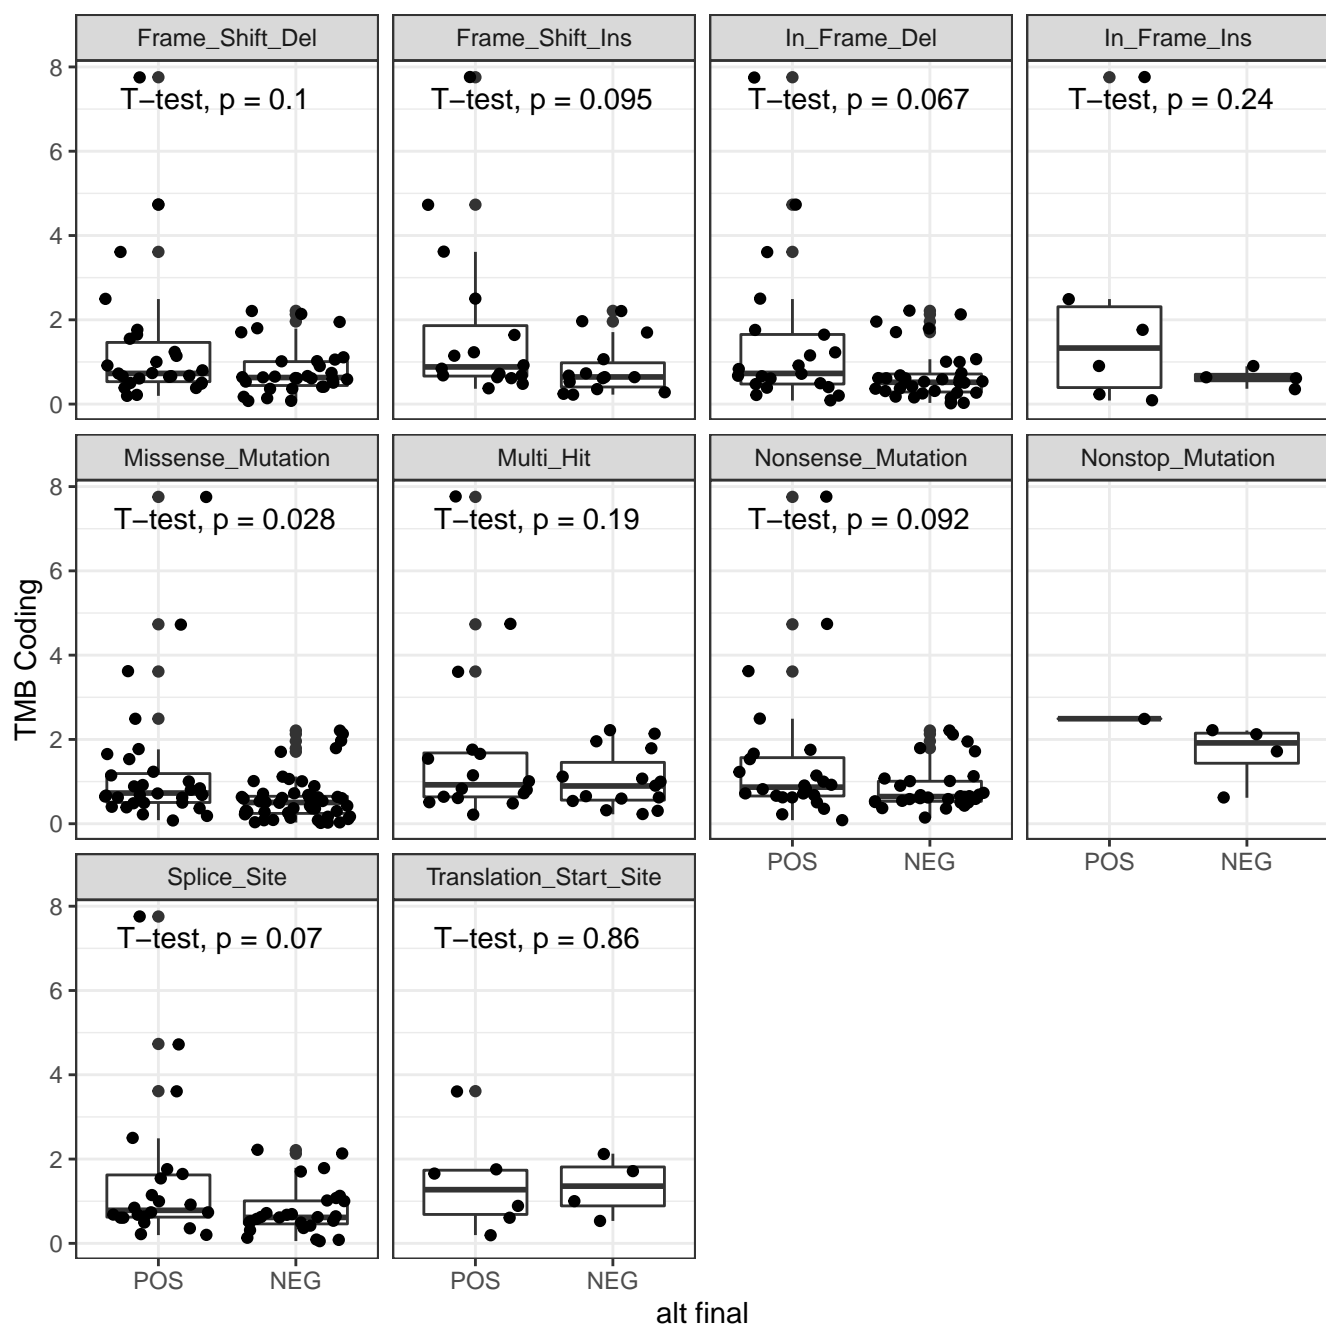 Frame_Shift_Del
Frame_Shift_Ins
In_Frame_Del
In_Frame_Ins
8
6
4
2
0
T−test, p = 0.1
T−test, p = 0.095
T−test, p = 0.067
T−test, p = 0.24
Missense_Mutation
Multi_Hit
Nonsense_Mutation
Nonstop_Mutation
8
6
4
2
0
T−test, p = 0.028
T−test, p = 0.19
T−test, p = 0.092
TMB Coding
POS
NEG
POS
NEG
Splice_Site
Translation_Start_Site
8
6
4
2
0
T−test, p = 0.07
T−test, p = 0.86
POS
NEG
POS
NEG
alt final